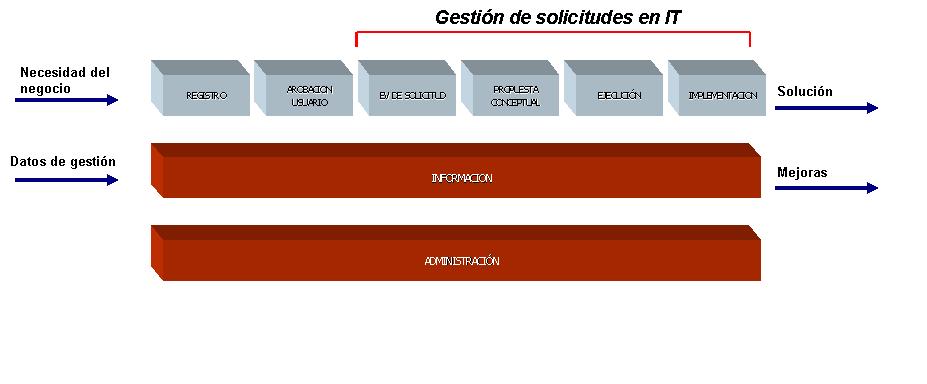 Gestión de solicitudes en IT
Necesidad del
negocio
REGISTRO
AROBACION
USUARIO
EV DE SOLICITUD
PROPUESTA
CONCEPTUAL
EJECUCIÓN
IMPLEMENTACION
Solución
Datos de gestión
INFORMACION
Mejoras
ADMINISTRACIÓN